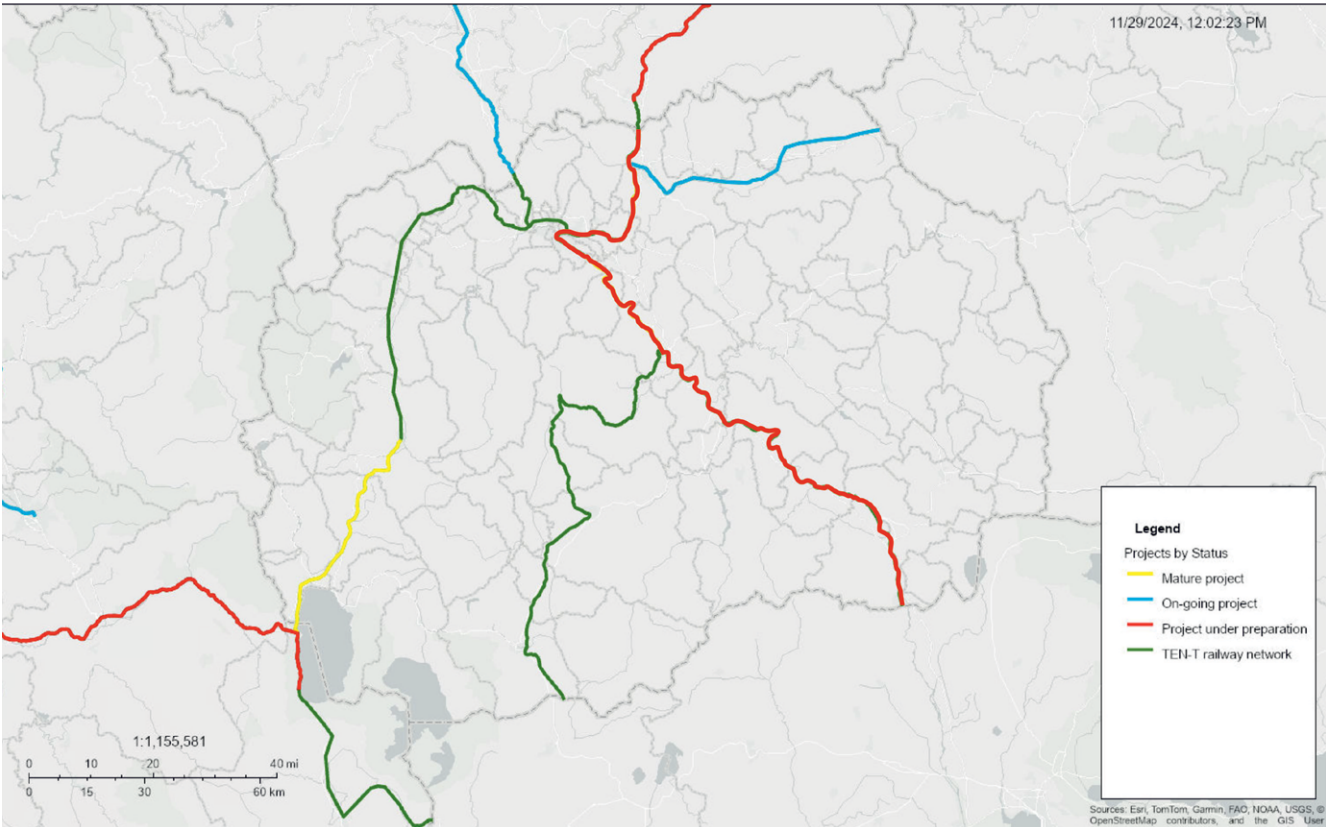 11/29/2024, 12:02:23 PM
Legend
Projects by Status
Mature project
On-going project
Project under preparation
TEN-T railway network
1:1,155,581
0 10 20 40 mi
0 15 30 60 km
Sources: Esri, TomTom, Garmin, FAO, NOAA, USGS, ©
OpenStreetMap contributors, and the GIS User